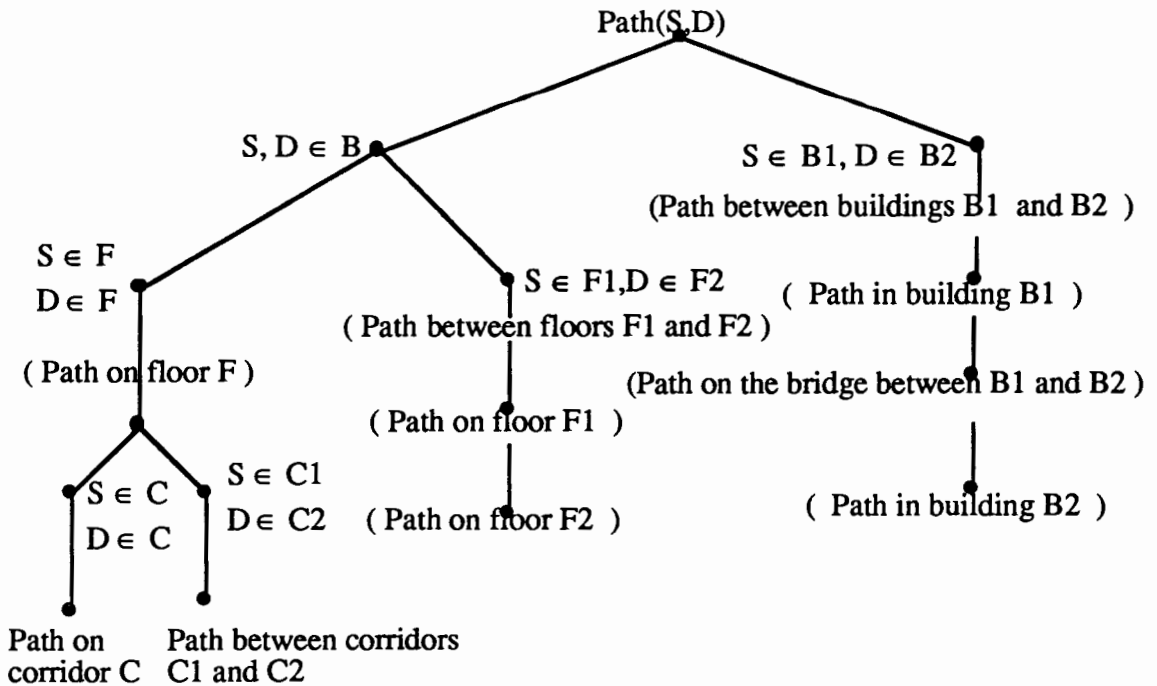 Path(S,D)
S, D ∈ B
S ∈ B1, D ∈ B2
(Path between buildings B1 and B2 )
S ∈ F
D ∈ F
S ∈ F1,D ∈ F2
( Path in building B1 )
( Path between floors F1 and F2 )
( Path on floor F )
(Path on the bridge between B1 and B2 )
( Path on floor F1 )
S ∈ C
D ∈ C
S ∈ C1
D ∈ C2
( Path on floor F2 )
( Path in building B2 )
Path on
corridor C
Path between corridors
C1 and C2